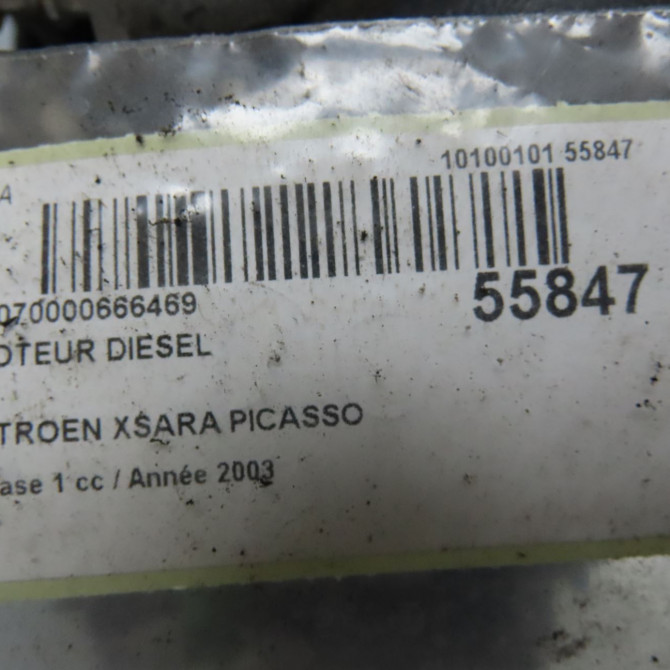 A
10100101 55847
55847
070000666469
OTEUR DIESEL
TROEN XSARA PICASSO
ase 1 cc / Année 2003